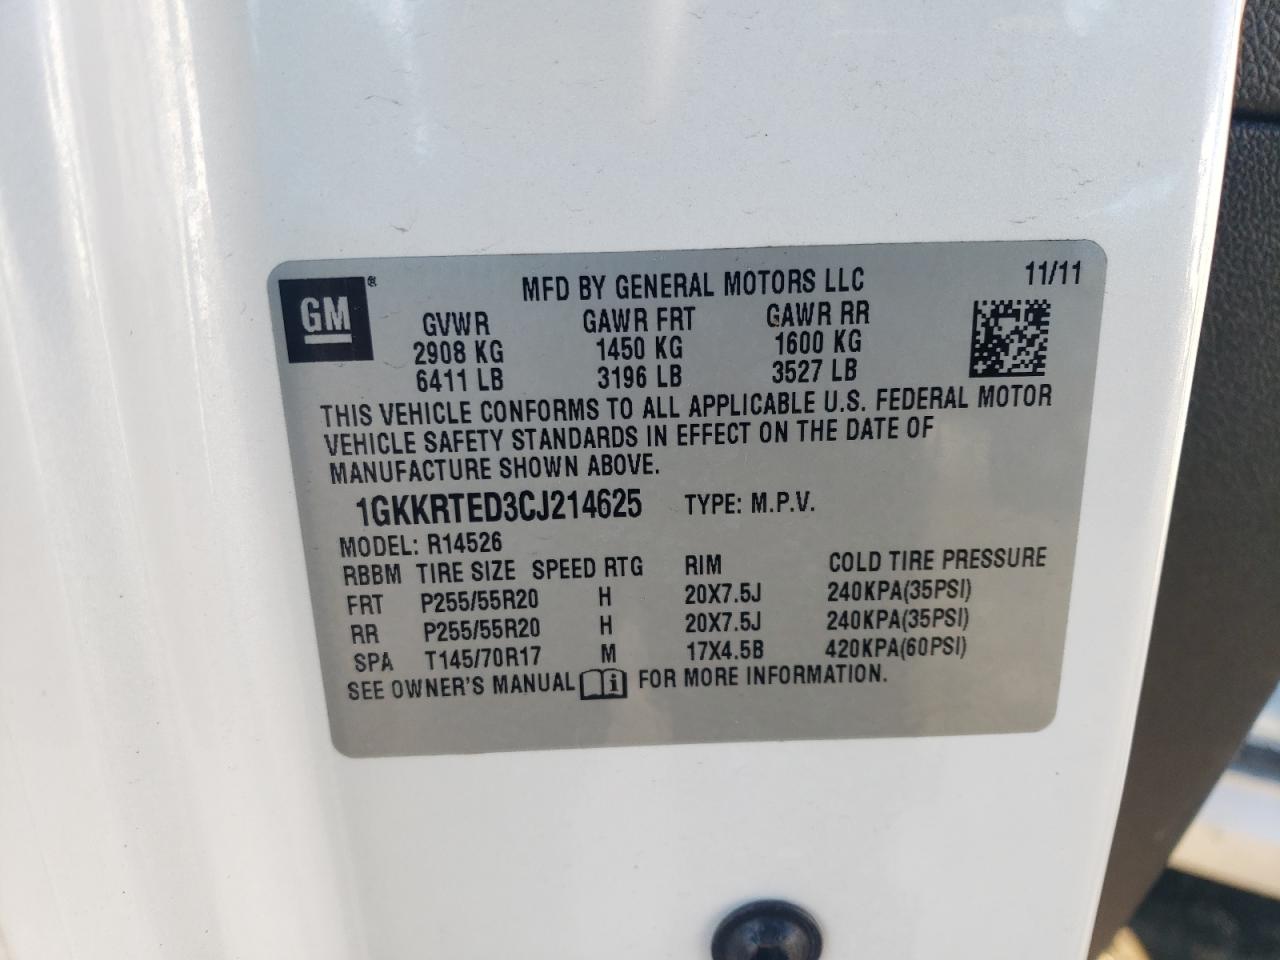 GM ® MFD BY GENERAL MOTORS LLC 11/11
GVWR GAWR FRT GAWR RR
2908 KG 1450 KG 1600 KG
6411 LB 3196 LB 3527 LB
THIS VEHICLE CONFORMS TO ALL APPLICABLE U.S. FEDERAL MOTOR
VEHICLE SAFETY STANDARDS IN EFFECT ON THE DATE OF
MANUFACTURE SHOWN ABOVE.
1GKKRTED3CJ214625 TYPE: M.P.V.
MODEL: R14526
RBBM TIRE SIZE SPEED RTG RIM COLD TIRE PRESSURE
FRT P255/55R20 H 20X7.5J 240KPA(35PSI)
RR P255/55R20 H 20X7.5J 240KPA(35PSI)
SPA T145/70R17 M 17X4.5B 420KPA(60PSI)
SEE OWNER'S MANUAL i FOR MORE INFORMATION.